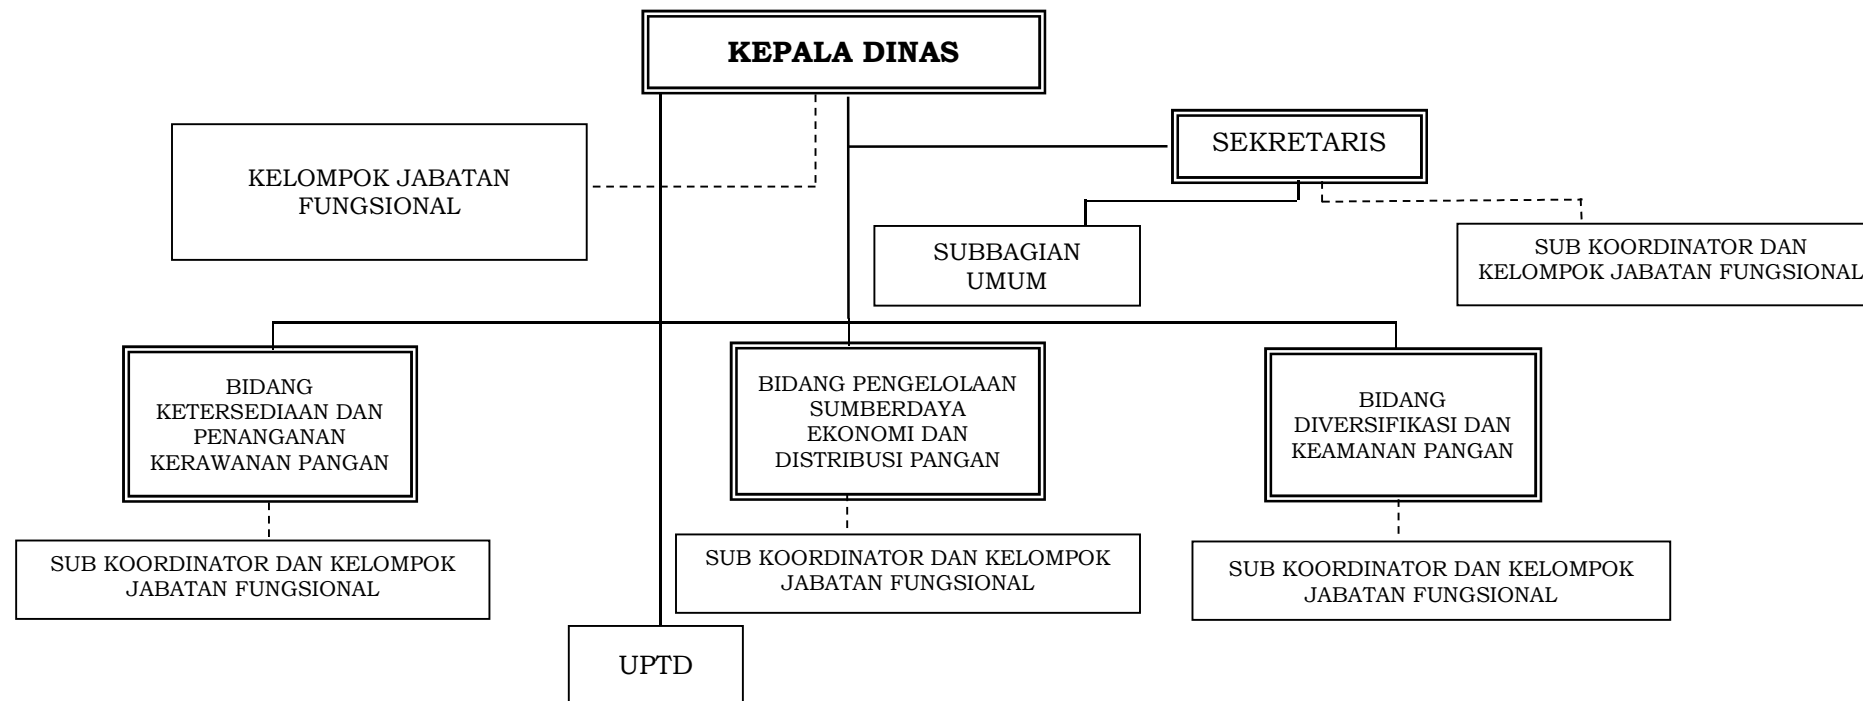 KEPALA DINAS
SEKRETARIS
KELOMPOK JABATAN
FUNGSIONAL
SUBBAGIAN
UMUM
SUB KOORDINATOR DAN
KELOMPOK JABATAN FUNGSIONAL
BIDANG
KETERSEDIAAN DAN
PENANGANAN
KERAWANAN PANGAN
BIDANG PENGELOLAAN
SUMBERDAYA
EKONOMI DAN
DISTRIBUSI PANGAN
BIDANG
DIVERSIFIKASI DAN
KEAMANAN PANGAN
SUB KOORDINATOR DAN KELOMPOK
JABATAN FUNGSIONAL
SUB KOORDINATOR DAN KELOMPOK
JABATAN FUNGSIONAL
SUB KOORDINATOR DAN KELOMPOK
JABATAN FUNGSIONAL
UPTD